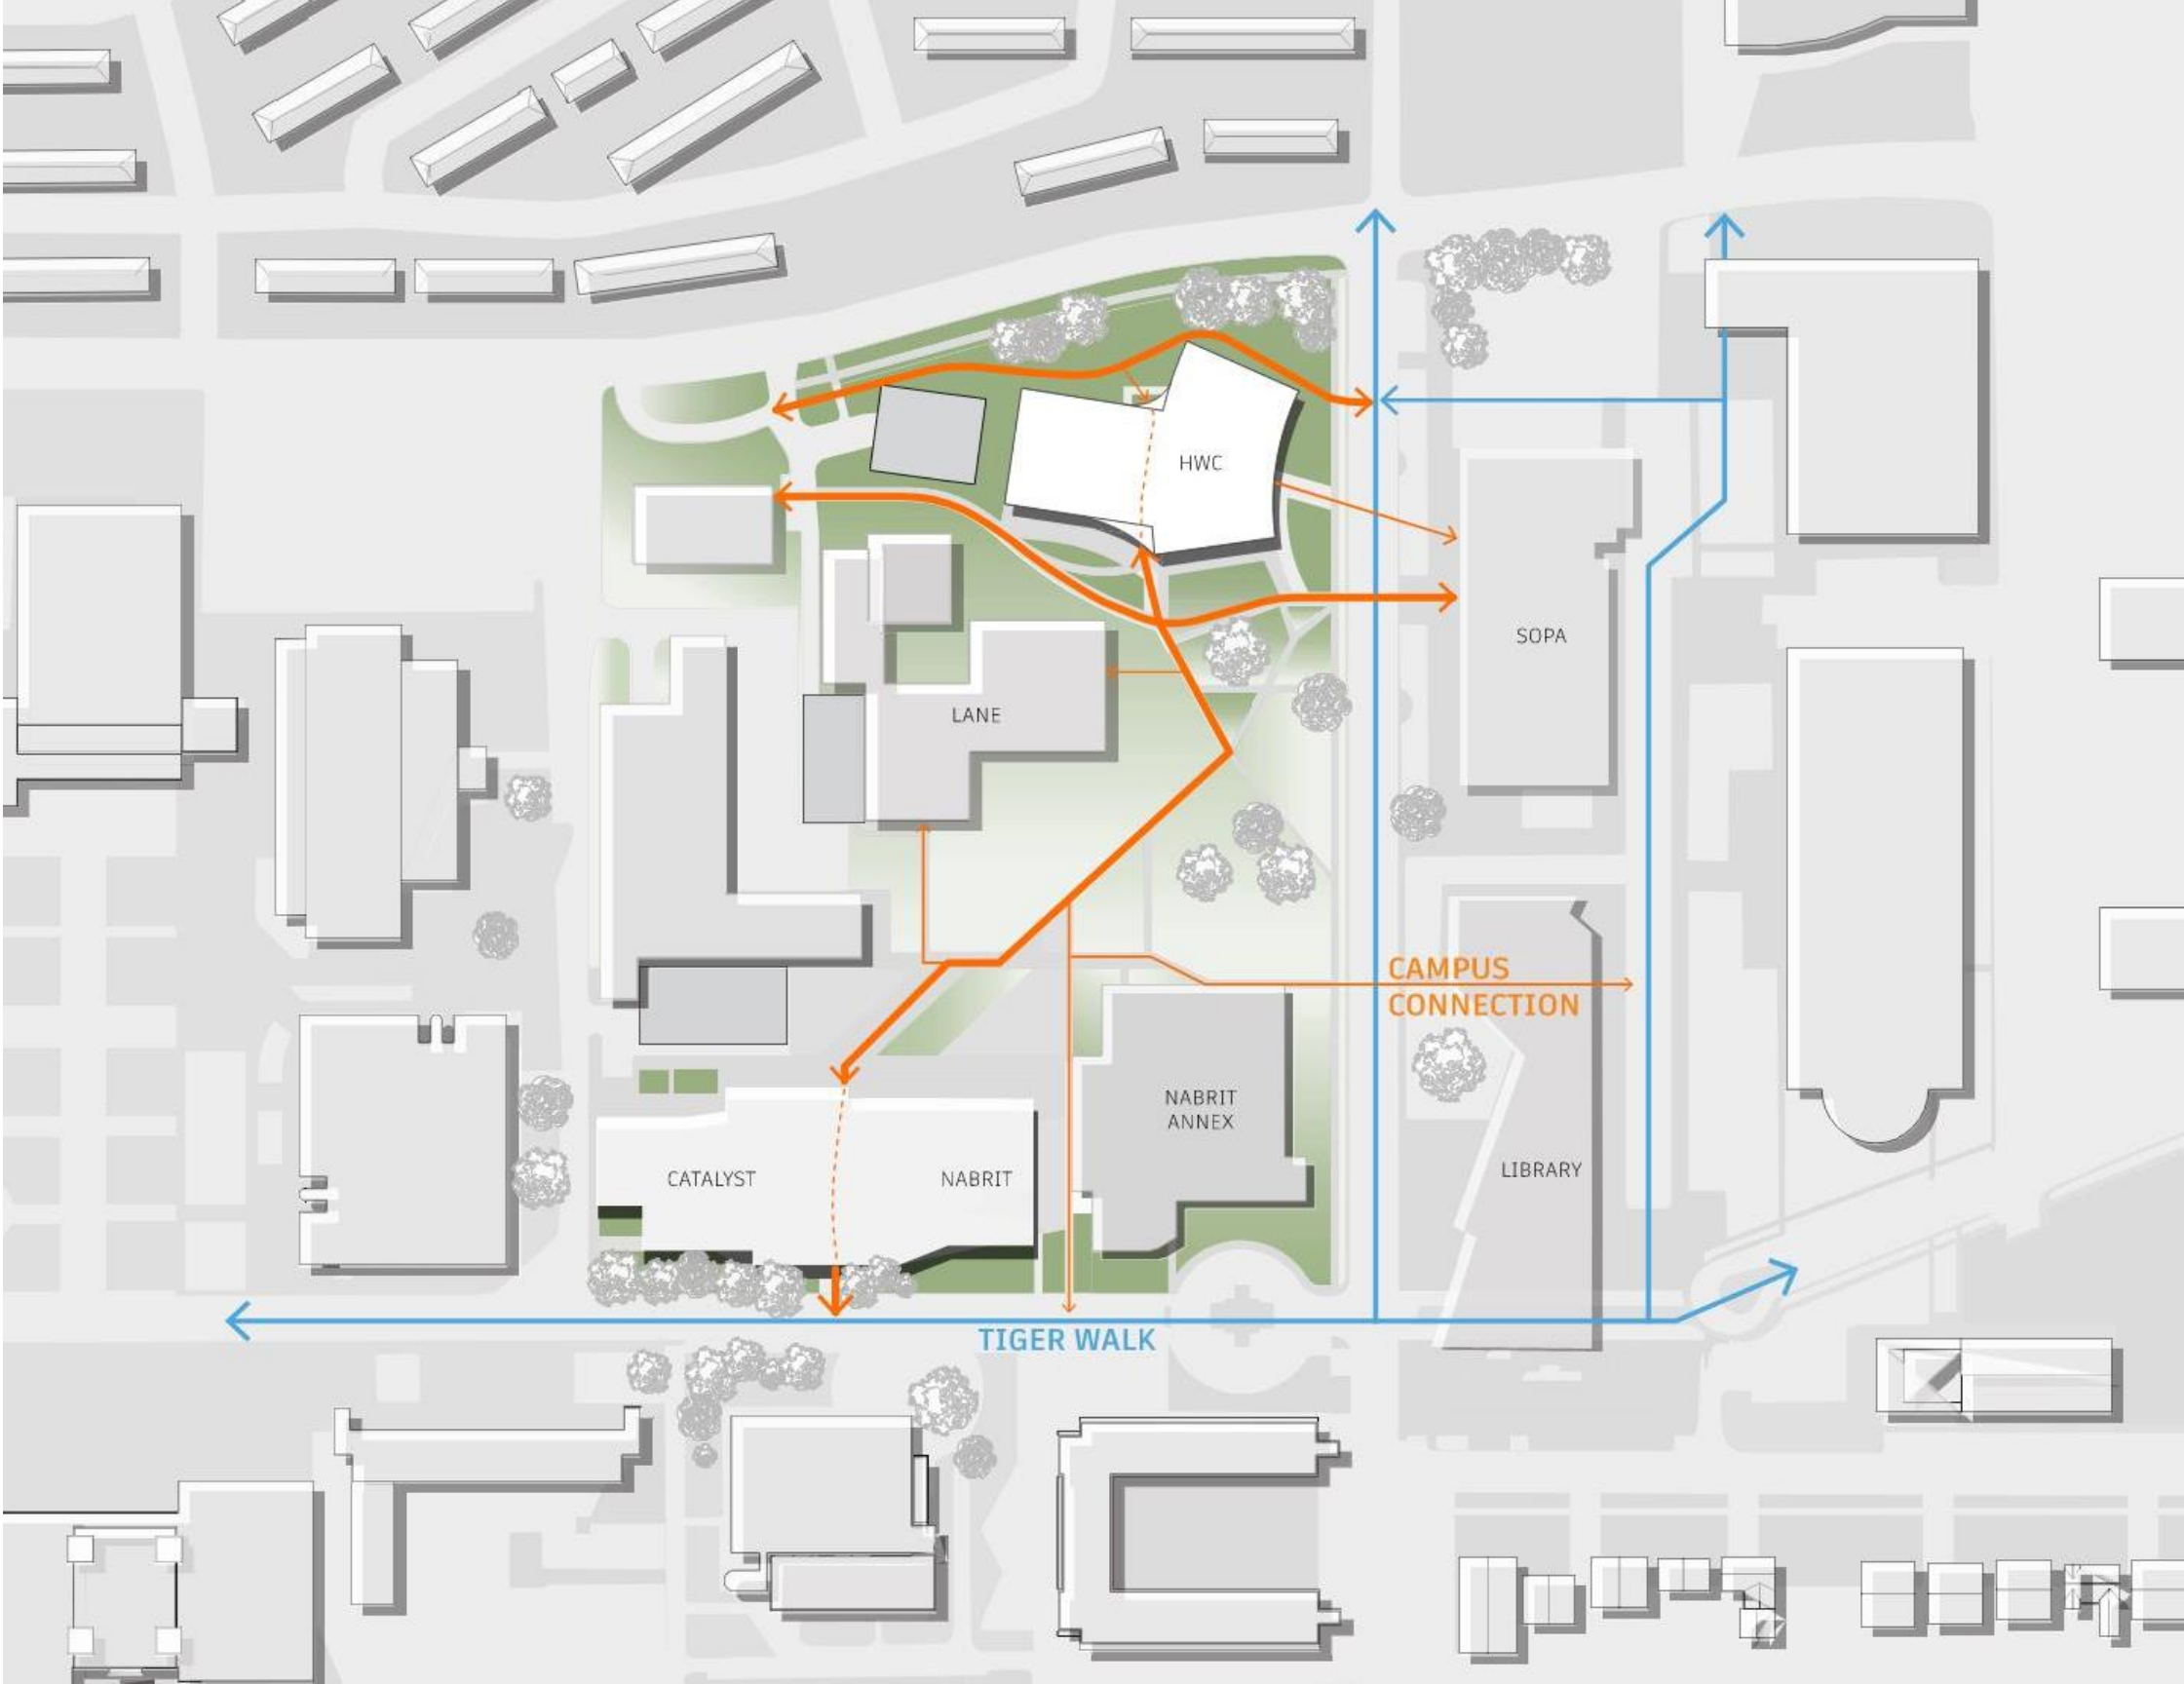 HWC
SOPA
LANE
CAMPUS
CONNECTION
NABRIT
ANNEX
CATALYST
NABRIT
LIBRARY
TIGER WALK